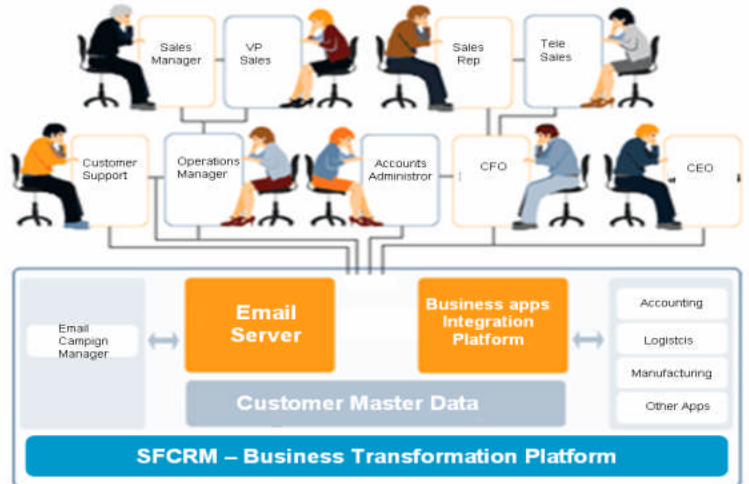 Sales
Manager
VP
Sales
Sales
Rep
Tele
Sales
Customer
Support
Operations
Manager
Accounts
Administror
CFO
CEO
Email
Campign
Manager
Email
Server
Business apps
Integration
Platform
Accounting
Logistcis
Manufacturing
Other Apps
Customer Master Data
SFCRM – Business Transformation Platform